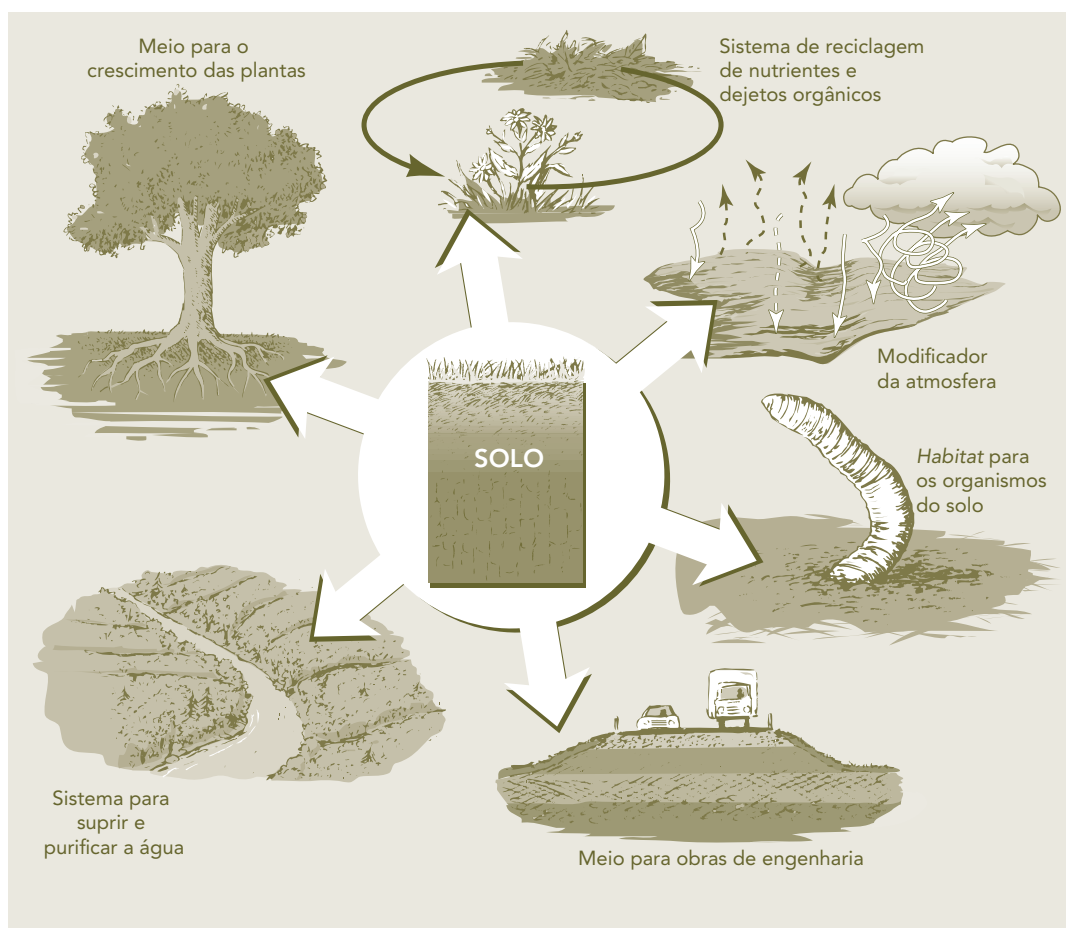 Meio para o
crescimento das plantas
Sistema de reciclagem
de nutrientes e
dejetos orgânicos
Modificador
da atmosfera
SOLO
Habitat para
os organismos
do solo
Sistema para
suprir e
purificar a água
Meio para obras de engenharia